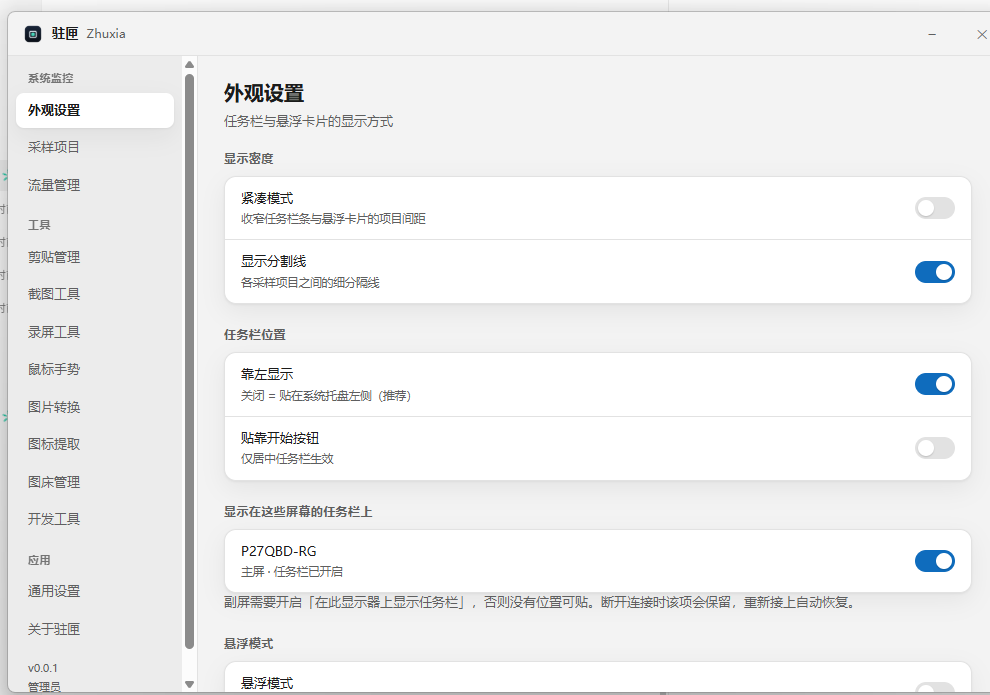 驻匣 Zhuxia
系统监控
外观设置
采样项目
流量管理
工具
剪贴管理
截图工具
录屏工具
鼠标手势
图片转换
图标提取
图床管理
开发工具
应用
通用设置
关于驻匣
v0.0.1
管理员
外观设置
任务栏与悬浮卡片的显示方式
显示密度
紧凑模式
收窄任务栏条与悬浮卡片的项目间距
显示分割线
各采样项目之间的细分隔线
任务栏位置
靠左显示
关闭 = 贴在系统托盘左侧（推荐）
贴靠开始按钮
仅居中任务栏生效
显示在这些屏幕的任务栏上
P27QBD-RG
主屏 · 任务栏已开启
副屏需要开启「在此显示器上显示任务栏」，否则没有位置可贴。断开连接时该项会保留，重新接上自动恢复。
悬浮模式
悬浮模式